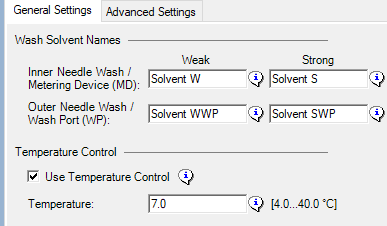 General Settings Advanced Settings
Wash Solvent Names
Weak Strong
Inner Needle Wash / Metering Device (MD): Solvent W Solvent S
Outer Needle Wash / Wash Port (WP): Solvent WWP Solvent SWP
Temperature Control
Use Temperature Control
Temperature: 7.0 [4.0...40.0 °C]